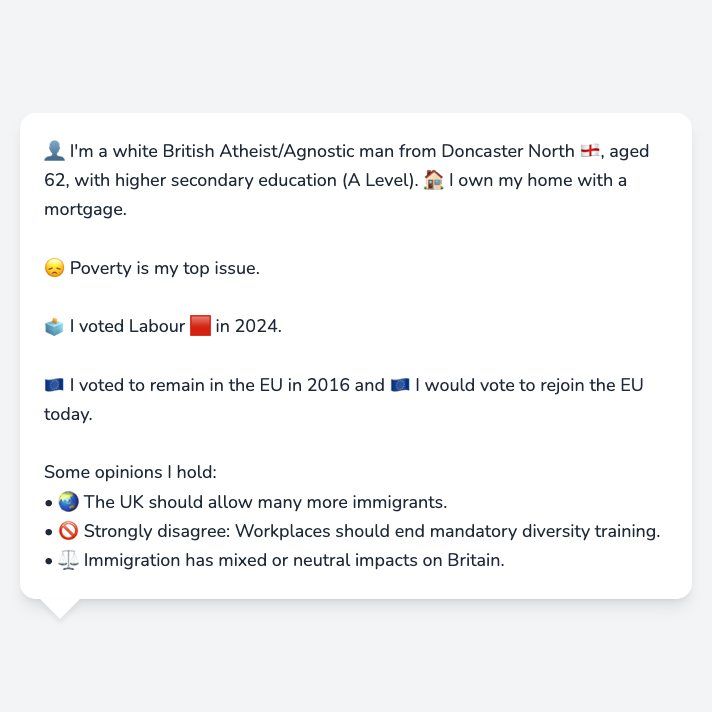 👤 I'm a white British Atheist/Agnostic man from Doncaster North 🏴󠁧󠁢󠁥󠁮󠁧󠁿, aged
62, with higher secondary education (A Level). 🏠 I own my home with a
mortgage.
😞 Poverty is my top issue.
🗳️ I voted Labour 🟥 in 2024.
🇪🇺 I voted to remain in the EU in 2016 and 🇪🇺 I would vote to rejoin the EU
today.
Some opinions I hold:
• 🌏 The UK should allow many more immigrants.
• 🚫 Strongly disagree: Workplaces should end mandatory diversity training.
• ⚖️ Immigration has mixed or neutral impacts on Britain.